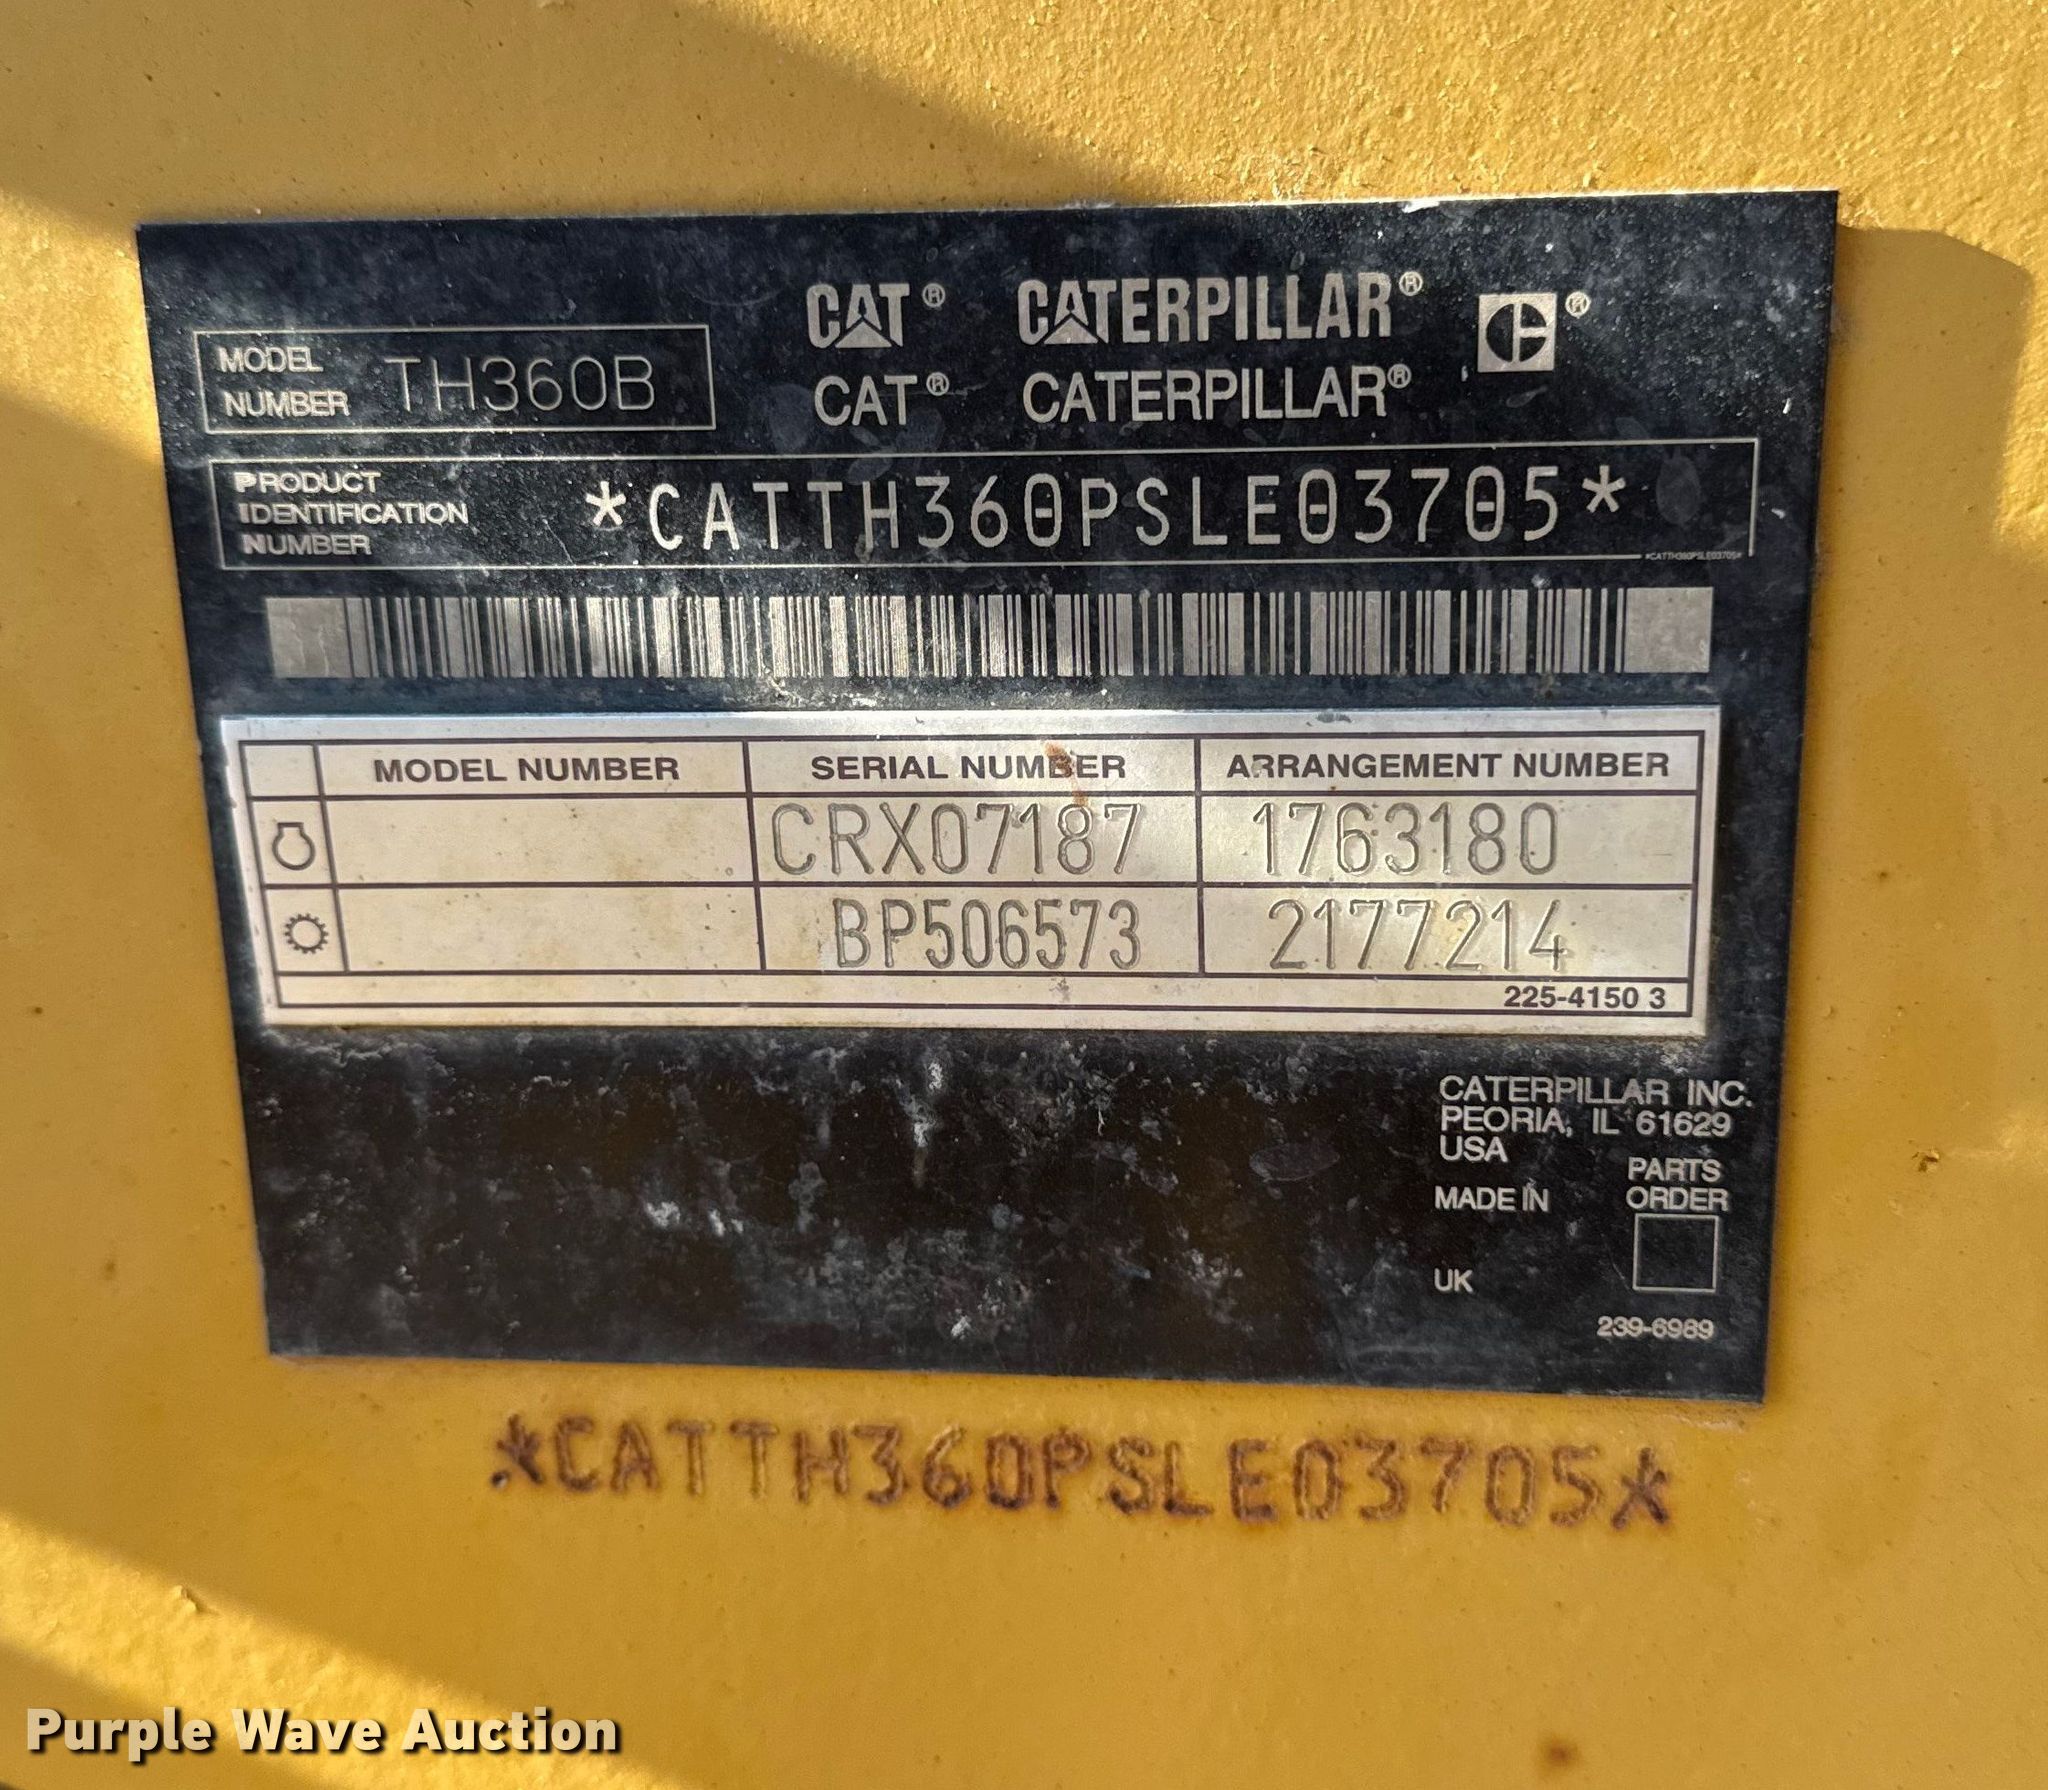 CAT® CATERPILLAR® ®
MODEL NUMBER TH360B
CAT® CATERPILLAR®
PRODUCT IDENTIFICATION NUMBER *CATTH360PSLE03705*
*CATTH360PSLE03705*
MODEL NUMBER SERIAL NUMBER ARRANGEMENT NUMBER
CRX07187 1763180
BP506573 2177214
225-4150 3
CATERPILLAR INC.
PEORIA, IL 61629
USA
MADE IN
UK
PARTS
ORDER
239-6989
*CATTH360PSLE03705*
Purple Wave Auction